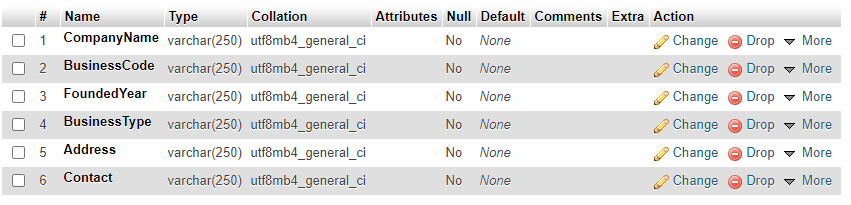 # Name Type Collation Attributes Null Default Comments Extra Action
1 CompanyName varchar(250) utf8mb4_general_ci No None Change Drop More
2 BusinessCode varchar(250) utf8mb4_general_ci No None Change Drop More
3 FoundedYear varchar(250) utf8mb4_general_ci No None Change Drop More
4 BusinessType varchar(250) utf8mb4_general_ci No None Change Drop More
5 Address varchar(250) utf8mb4_general_ci No None Change Drop More
6 Contact varchar(250) utf8mb4_general_ci No None Change Drop More